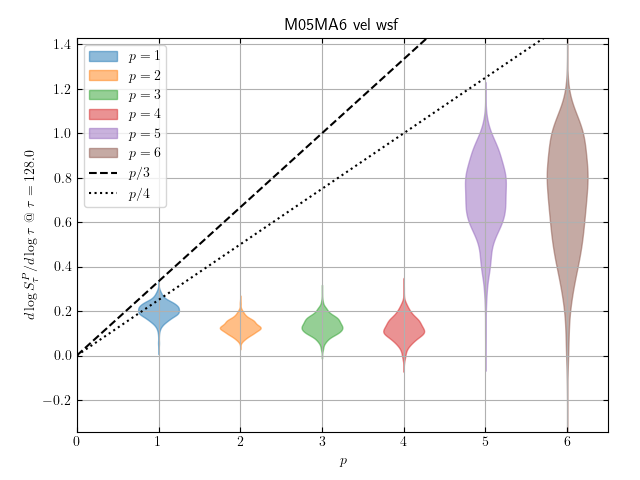 M05MA6 vel wsf
d log S_τ^P / d log τ @ τ = 128.0
1.4
1.2
1.0
0.8
0.6
0.4
0.2
0.0
−0.2
p = 1
p = 2
p = 3
p = 4
p = 5
p = 6
p/3
p/4
0 1 2 3 4 5 6
p